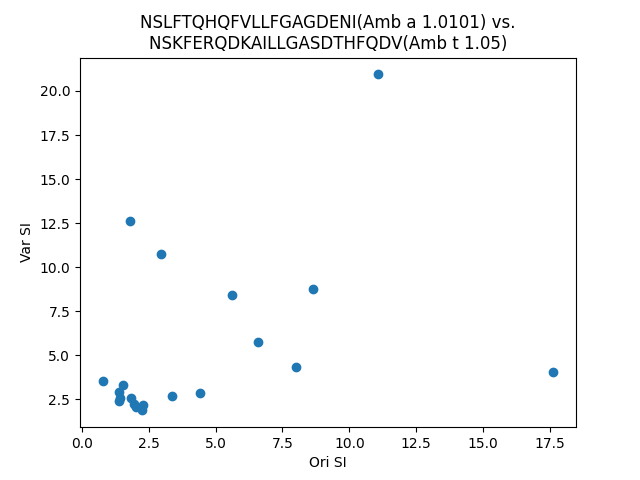 NSLFTQHQFVLLFGAGDENI(Amb a 1.0101) vs.
NSKFERQDKAILLGASDTHFQDV(Amb t 1.05)
20.0
17.5
15.0
12.5
10.0
7.5
5.0
2.5
Var SI
0.0 2.5 5.0 7.5 10.0 12.5 15.0 17.5
Ori SI